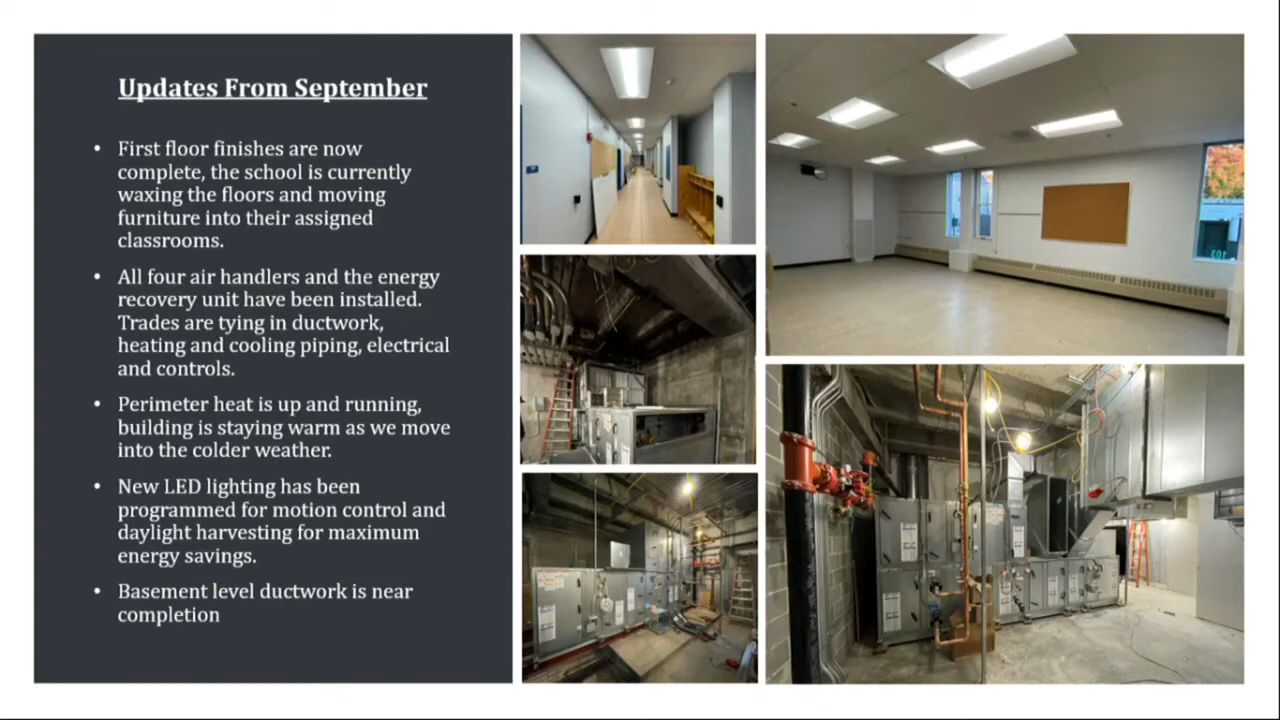 Updates From September
• First floor finishes are now
complete, the school is currently
waxing the floors and moving
furniture into their assigned
classrooms.
• All four air handlers and the energy
recovery unit have been installed.
Trades are tying in ductwork,
heating and cooling piping, electrical
and controls.
• Perimeter heat is up and running,
building is staying warm as we move
into the colder weather.
• New LED lighting has been
programmed for motion control and
daylight harvesting for maximum
energy savings.
• Basement level ductwork is near
completion